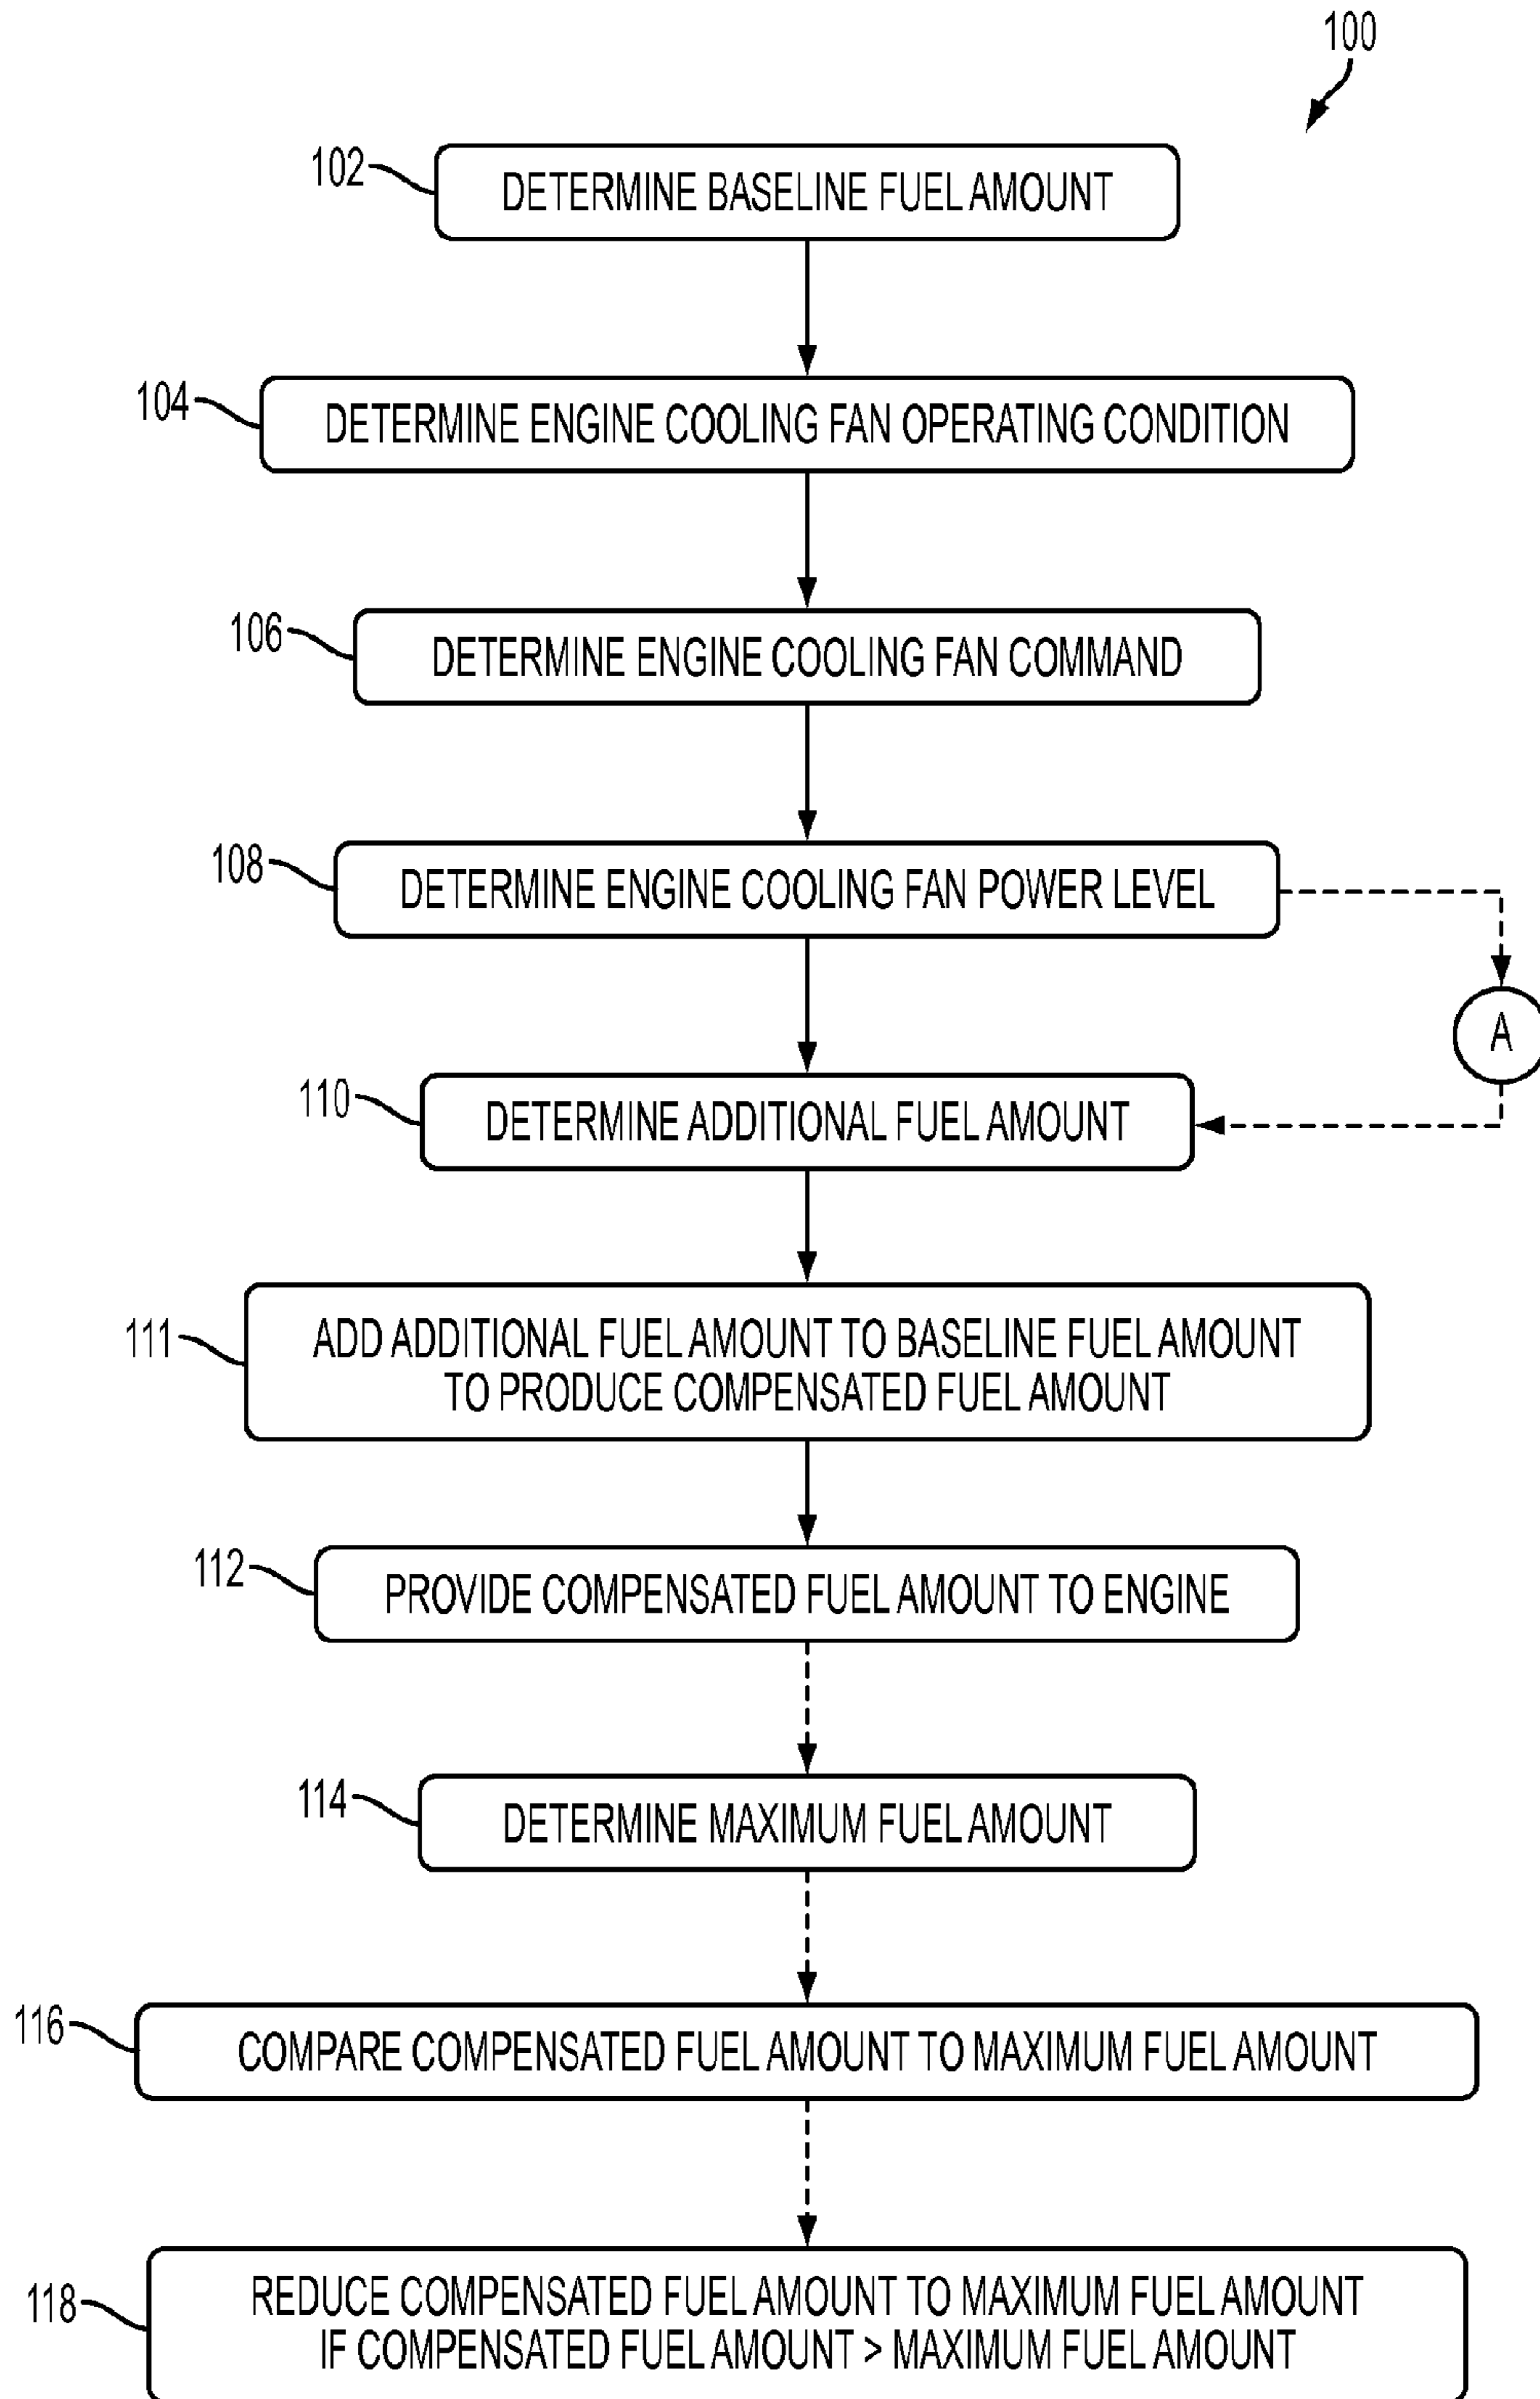 100
102
DETERMINE BASELINE FUEL AMOUNT
104
DETERMINE ENGINE COOLING FAN OPERATING CONDITION
106
DETERMINE ENGINE COOLING FAN COMMAND
108
DETERMINE ENGINE COOLING FAN POWER LEVEL
A
110
DETERMINE ADDITIONAL FUEL AMOUNT
111
ADD ADDITIONAL FUEL AMOUNT TO BASELINE FUEL AMOUNT
TO PRODUCE COMPENSATED FUEL AMOUNT
112
PROVIDE COMPENSATED FUEL AMOUNT TO ENGINE
114
DETERMINE MAXIMUM FUEL AMOUNT
116
COMPARE COMPENSATED FUEL AMOUNT TO MAXIMUM FUEL AMOUNT
118
REDUCE COMPENSATED FUEL AMOUNT TO MAXIMUM FUEL AMOUNT
IF COMPENSATED FUEL AMOUNT > MAXIMUM FUEL AMOUNT